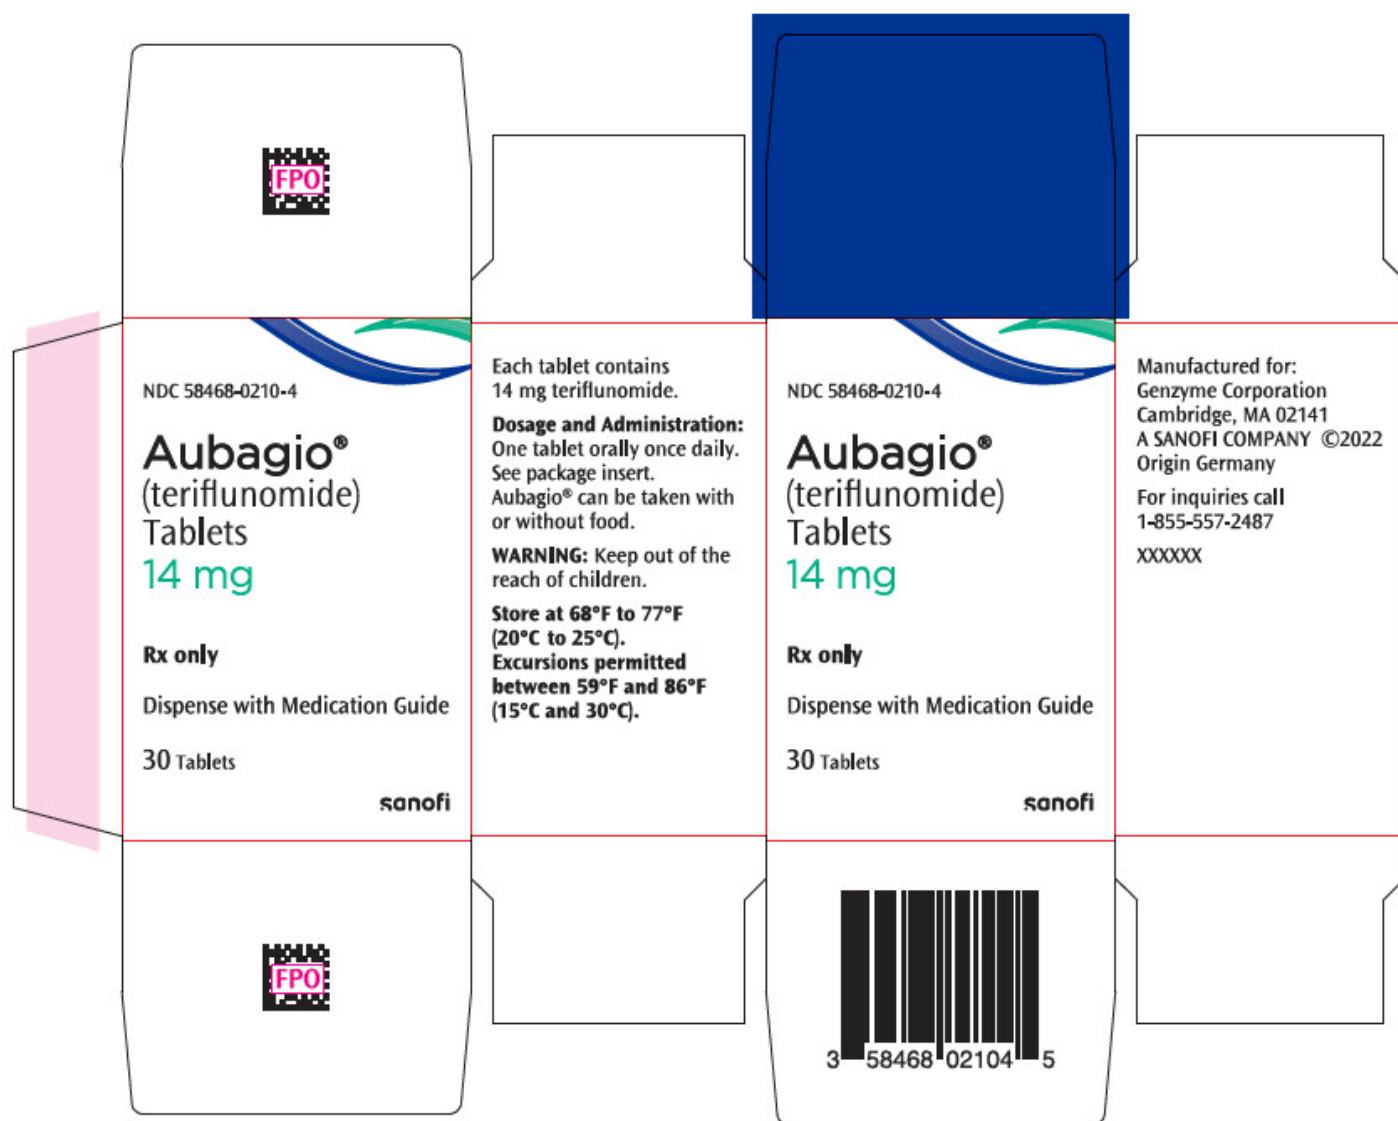 FPO
NDC 58468-0210-4
Aubagio®
(teriflunomide)
Tablets
14 mg
Rx only
Dispense with Medication Guide
30 Tablets
sanofi
FPO
Each tablet contains
14 mg teriflunomide.
Dosage and Administration:
One tablet orally once daily.
See package insert.
Aubagio® can be taken with
or without food.
WARNING: Keep out of the
reach of children.
Store at 68°F to 77°F
(20°C to 25°C).
Excursions permitted
between 59°F and 86°F
(15°C and 30°C).
NDC 58468-0210-4
Aubagio®
(teriflunomide)
Tablets
14 mg
Rx only
Dispense with Medication Guide
30 Tablets
sanofi
3 58468 02104 5
Manufactured for:
Genzyme Corporation
Cambridge, MA 02141
A SANOFI COMPANY ©2022
Origin Germany
For inquiries call
1-855-557-2487
XXXXXX